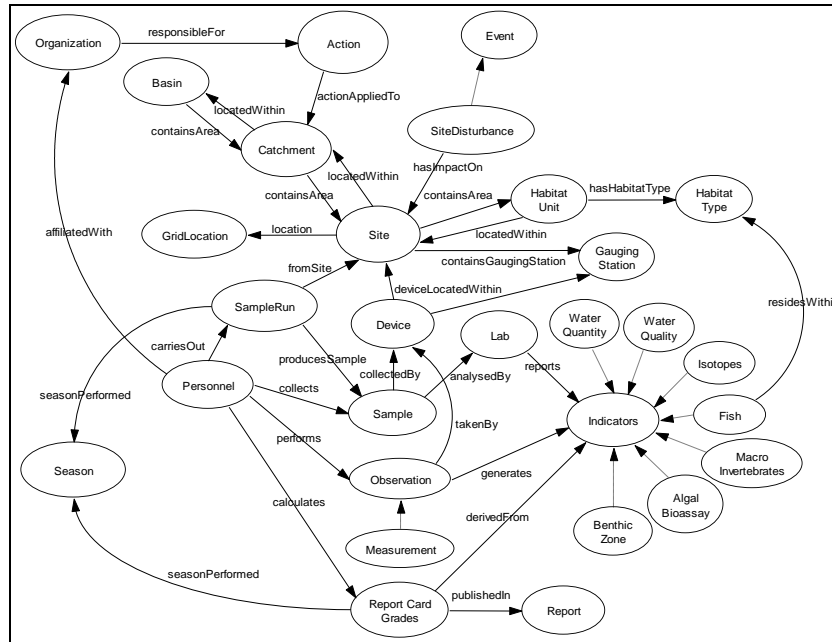 Event
responsibleFor
Organization
Action
Basin
actionAppliedTo
locatedWithin
SiteDisturbance
containsArea
Catchment
hasImpactOn
locatedWithin
containsArea
containsArea
Habitat
Unit
hasHabitatType
Habitat
Type
affiliatedWith
GridLocation
location
Site
locatedWithin
containsGaugingStation
Gauging
Station
fromSite
deviceLocatedWithin
SampleRun
Device
Water
Quantity
Water
Quality
residesWithin
Lab
carriesOut
producesSample
collectedBy
analysedBy
reports
Isotopes
Personnel
collects
seasonPerformed
Sample
Indicators
Fish
takenBy
performs
Season
Observation
generates
Macro
Invertebrates
calculates
Algal
Bioassay
derivedFrom
Benthic
Zone
Measurement
seasonPerformed
publishedIn
Report Card
Grades
Report